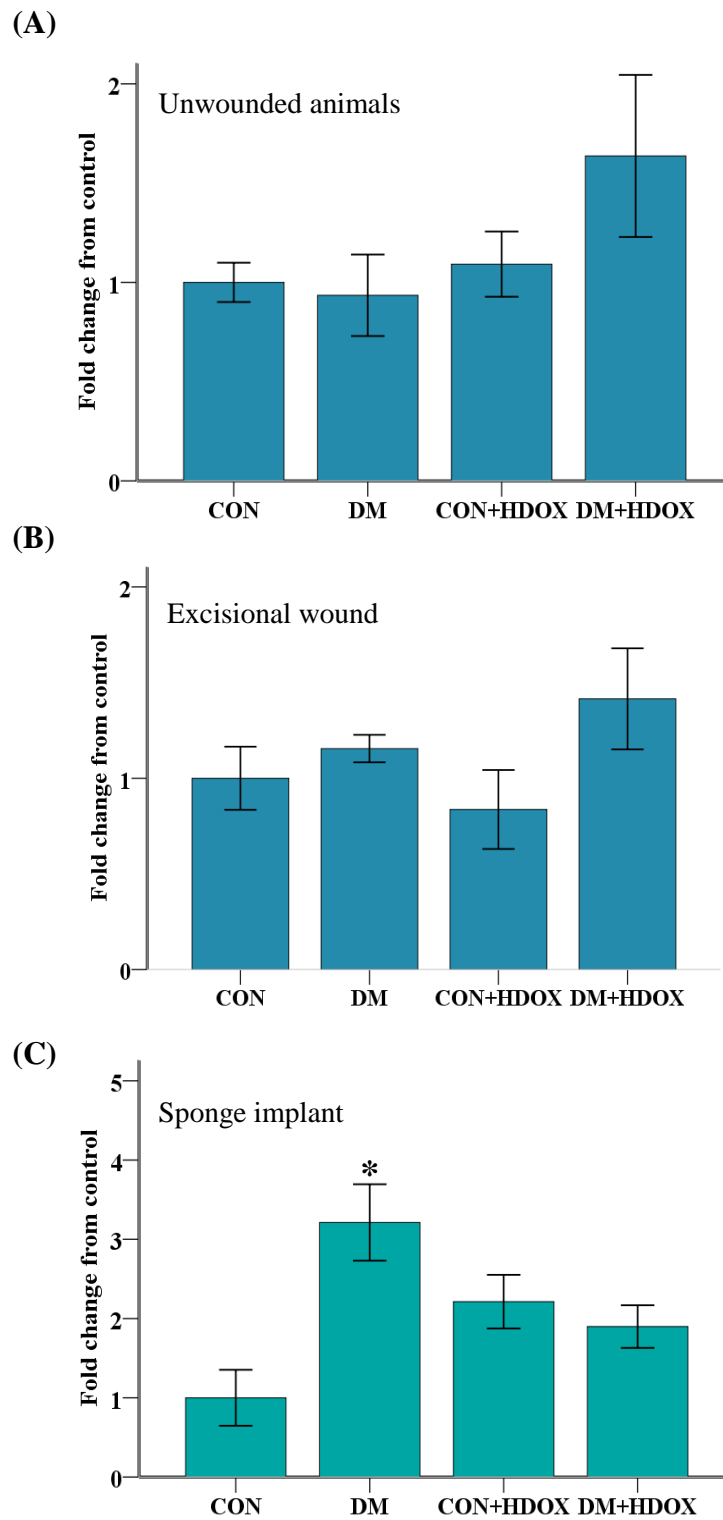 (A)
Unwounded animals
Fold change from control
2
1
0
CON DM CON+HDOX DM+HDOX
(B)
Excisional wound
Fold change from control
2
1
0
CON DM CON+HDOX DM+HDOX
(C)
Sponge implant
Fold change from control
5
4
3
2
1
0
*
CON DM CON+HDOX DM+HDOX